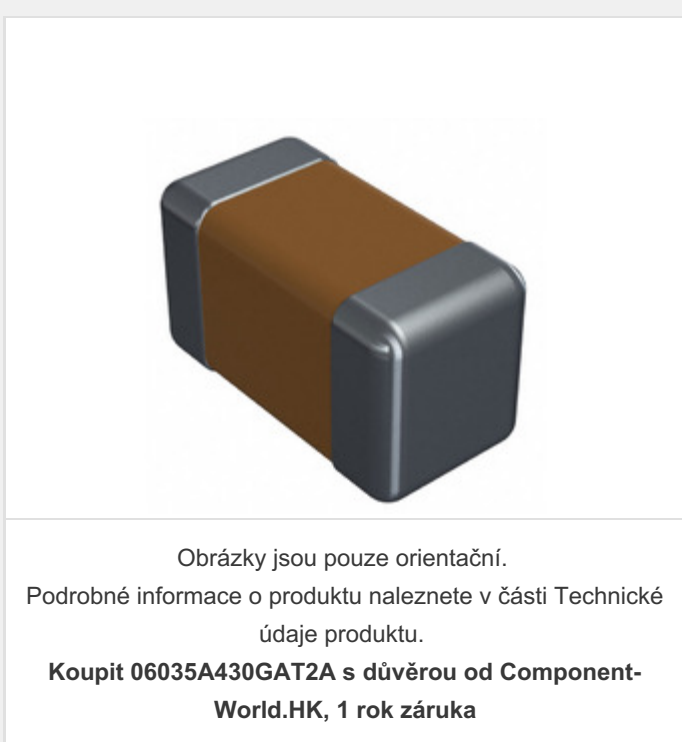 Obrázky jsou pouze orientační.
Podrobné informace o produktu naleznete v části Technické
údaje produktu.
Koupit 06035A430GAT2A s důvěrou od Component-
World.HK, 1 rok záruka